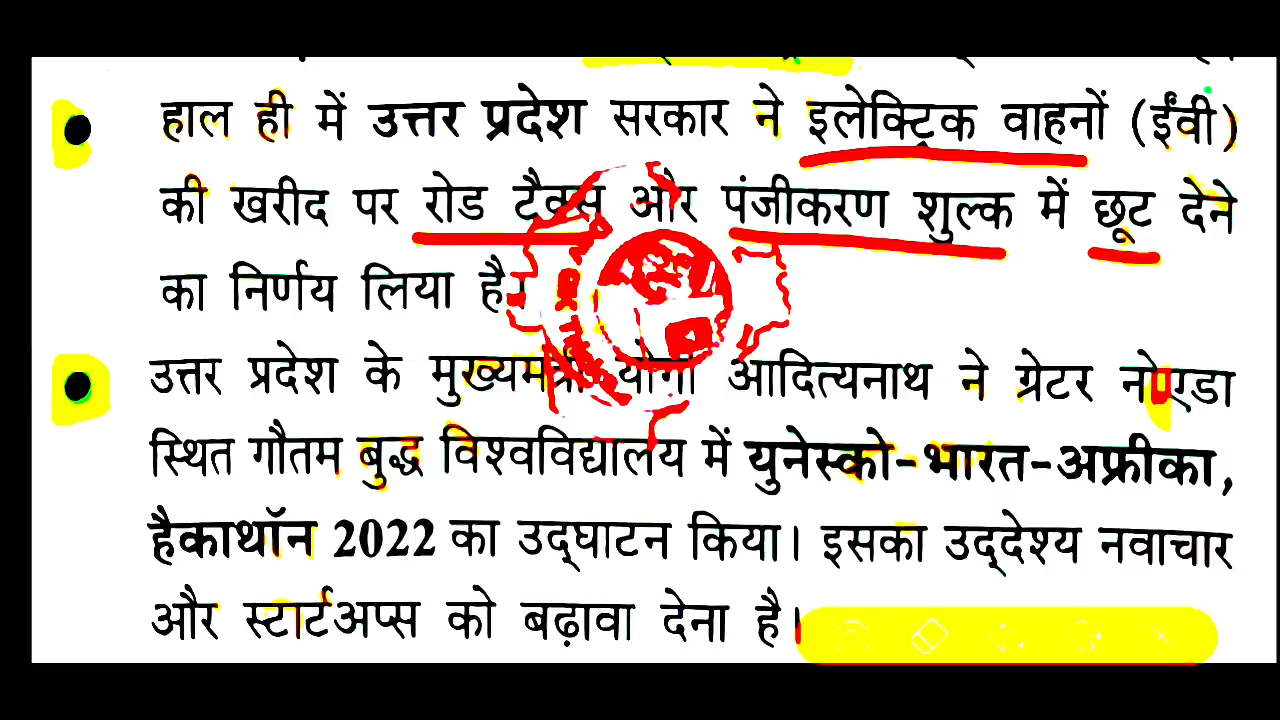 हाल ही में उत्तर प्रदेश सरकार ने इलेक्ट्रिक वाहनों (ईवी)
की खरीद पर रोड टैक्स और पंजीकरण शुल्क में छूट देने
का निर्णय लिया है।
उत्तर प्रदेश के मुख्यमंत्री योगी आदित्यनाथ ने ग्रेटर नोएडा
स्थित गौतम बुद्ध विश्वविद्यालय में युनेस्को-भारत-अफ्रीका,
हैकाथॉन 2022 का उद्घाटन किया। इसका उद्देश्य नवाचार
और स्टार्टअप्स को बढ़ावा देना है।